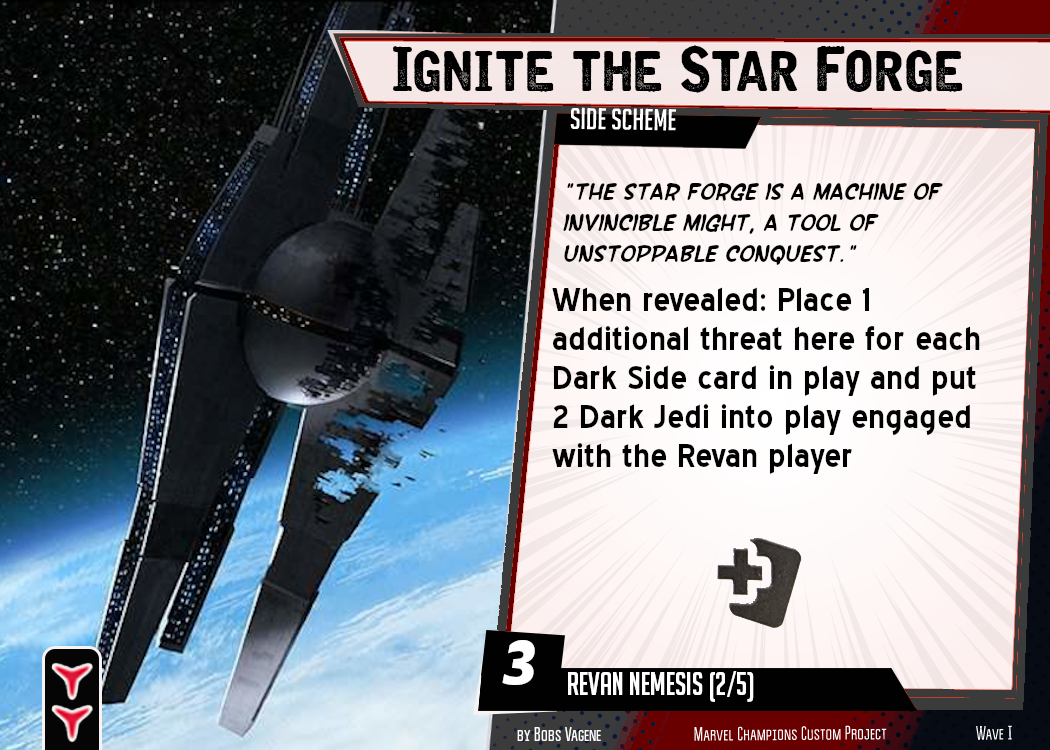 Ignite the Star Forge
Side Scheme
"The Star Forge is a machine of
invincible might, a tool of
unstoppable conquest."
When revealed: Place 1
additional threat here for each
Dark Side card in play and put
2 Dark Jedi into play engaged
with the Revan player
3
Revan Nemesis (2/5)
by Bobs Vagene
Marvel Champions Custom Project
Wave I